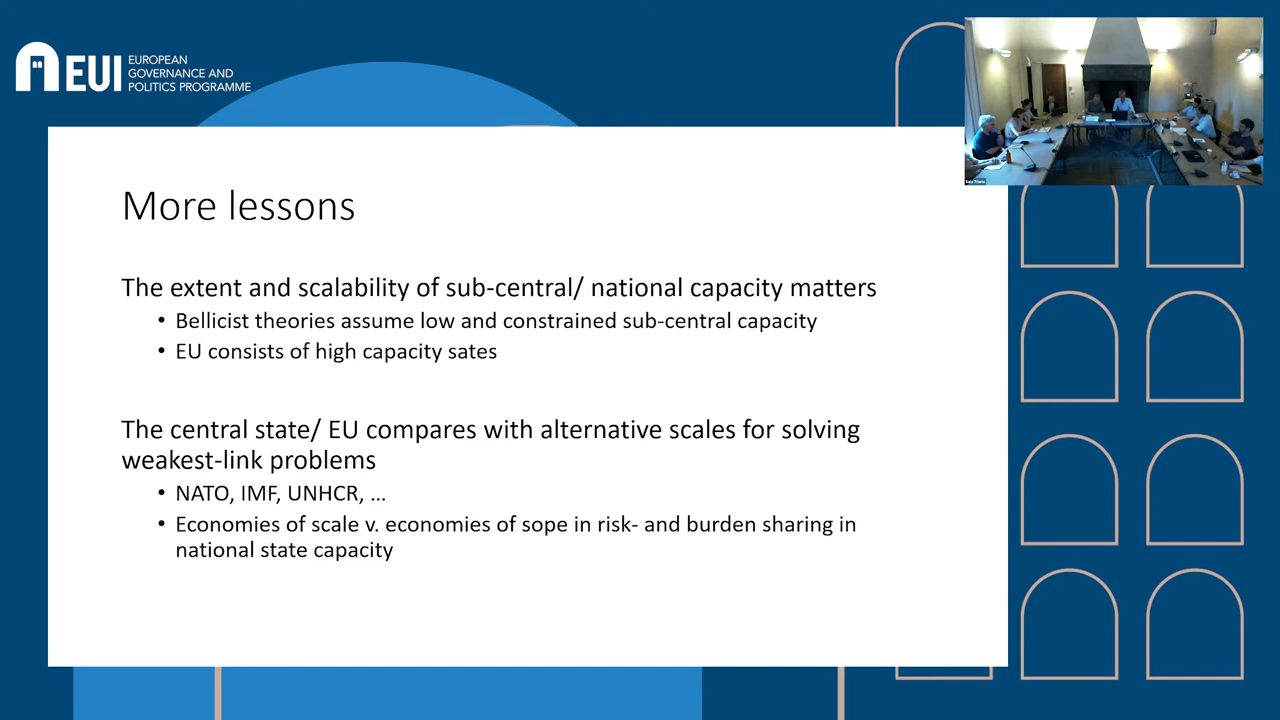 EUI
EUROPEAN
GOVERNANCE AND
POLITICS PROGRAMME
More lessons
The extent and scalability of sub-central/ national capacity matters
• Bellicist theories assume low and constrained sub-central capacity
• EU consists of high capacity sates
The central state/ EU compares with alternative scales for solving
weakest-link problems
• NATO, IMF, UNHCR, ...
• Economies of scale v. economies of sope in risk- and burden sharing in
national state capacity